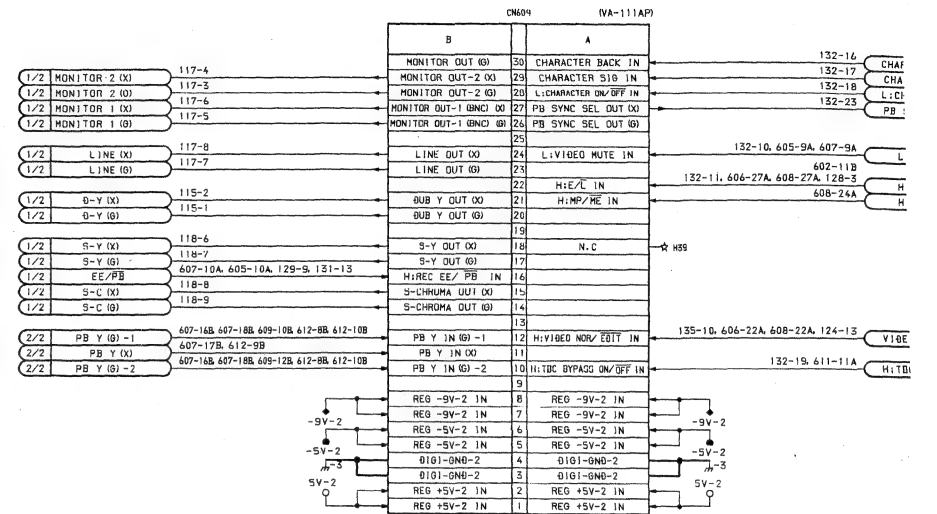 CN604 (VA-111AP)
B A
MONITOR OUT (G) 30 CHARACTER BACK IN 132-16
1/2 MONITOR-2 (X) 117-4 MONITOR OUT-2 (X) 29 CHARACTER SIG IN 132-17 CHA
1/2 MONITOR-2 (G) 117-3 MONITOR OUT-2 (G) 28 L:CHARACTER ON/OFF IN 132-18
1/2 MONITOR 1 (X) 117-6 MONITOR OUT-1 (BNC) (X) 27 PB SYNC SEL OUT (X) 132-23 PB
1/2 MONITOR 1 (G) 117-5 MONITOR OUT-1 (BNC) (G) 26 PB SYNC SEL OUT (G)
25
1/2 LINE (X) 117-8 LINE OUT (X) 24 L:VIDEO MUTE IN 132-10, 605-9A, 607-9A L
1/2 LINE (G) 117-7 LINE OUT (G) 23
602-11B
22 H:E/L IN 132-11, 606-27A, 608-27A, 128-3 H
1/2 D-Y (X) 115-2 DUB Y OUT (X) 21 H:MP/ME IN 608-24A H
1/2 D-Y (G) 115-1 DUB Y OUT (G) 20
19
1/2 S-Y (X) 118-6 S-Y OUT (X) 18 N.C ☆ H39
1/2 S-Y (G) 118-7 S-Y OUT (G) 17
1/2 EE/PB 607-10A, 605-10A, 129-9, 131-13 H:REC EE/ PB IN 16
1/2 S-C (X) 118-8 S-CHROMA OUT (X) 15
1/2 S-C (G) 118-9 S-CHROMA OUT (G) 14
13
2/2 PB Y (G) -1 607-16B, 607-18B, 609-10B, 612-8B, 612-10B PB Y IN (G) -1 12 H:VIDEO NOR/ EDIT IN 135-10, 606-22A, 608-22A, 124-13 VIDE
2/2 PB Y (X) 607-17B, 612-9B PB Y IN (X) 11
2/2 PB Y (G) -2 607-16B, 607-18B, 609-12B, 612-8B, 612-10B PB Y IN (G) -2 10 H:TBC BYPASS ON/OFF IN 132-19, 611-11A
9
REG -9V-2 IN 8 REG -9V-2 IN
-9V-2 REG -9V-2 IN 7 REG -9V-2 IN -9V-2
REG -5V-2 IN 6 REG -5V-2 IN
-5V-2 REG -5V-2 IN 5 REG -5V-2 IN -5V-2
-3 DIGI-GND-2 4 DIGI-GND-2 -3
DIGI-GND-2 3 DIGI-GND-2
5V-2 REG +5V-2 IN 2 REG +5V-2 IN 5V-2
REG +5V-2 IN 1 REG +5V-2 IN